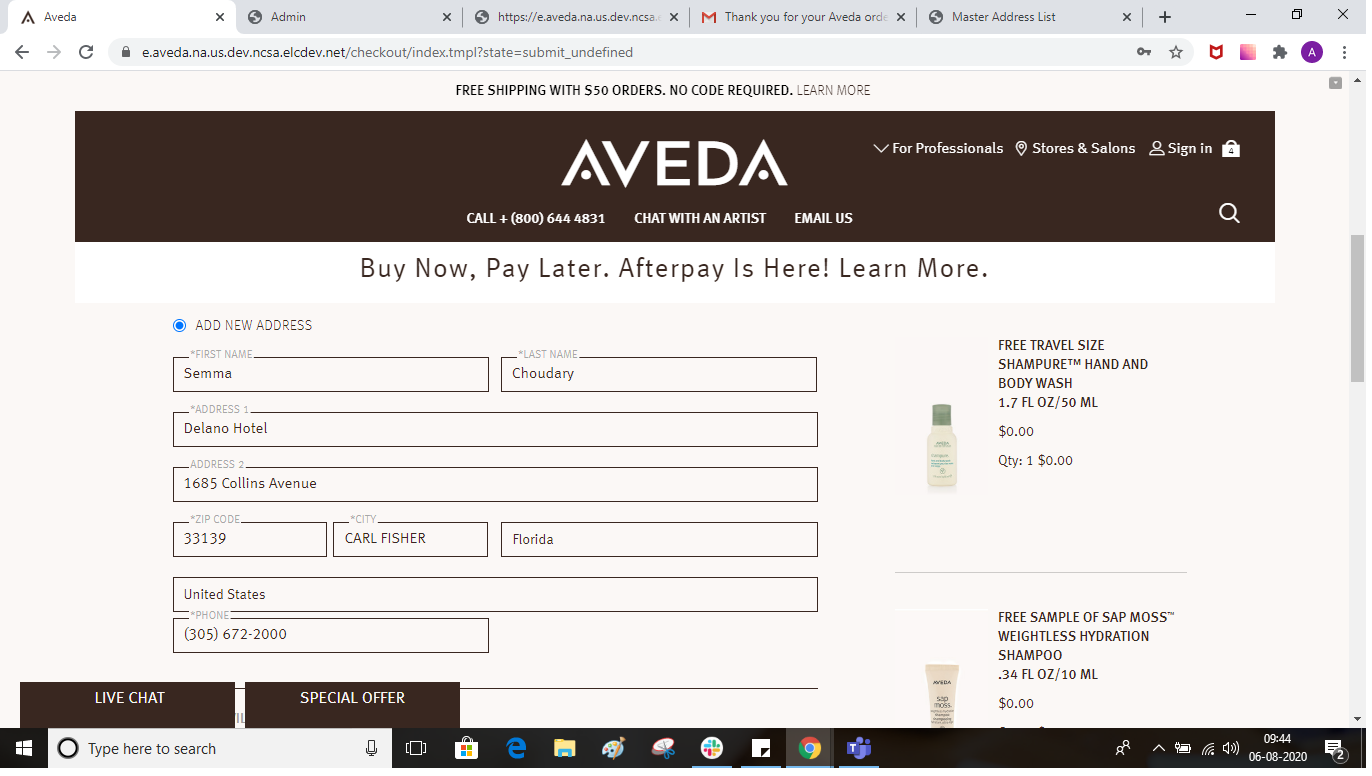 Aveda
Admin
https://e.aveda.na.us.dev.ncsa.
Thank you for your Aveda orde
Master Address List
e.aveda.na.us.dev.ncsa.elcdev.net/checkout/index.tmpl?state=submit_undefined
A
FREE SHIPPING WITH $50 ORDERS. NO CODE REQUIRED. LEARN MORE
AVEDA
For Professionals
Stores & Salons
Sign in
4
CALL + (800) 644 4831
CHAT WITH AN ARTIST
EMAIL US
Buy Now, Pay Later. Afterpay Is Here! Learn More.
ADD NEW ADDRESS
*FIRST NAME
Semma
*LAST NAME
Choudary
*ADDRESS 1
Delano Hotel
ADDRESS 2
1685 Collins Avenue
*ZIP CODE
33139
*CITY
CARL FISHER
Florida
United States
*PHONE
(305) 672-2000
FREE TRAVEL SIZE
SHAMPURE™ HAND AND
BODY WASH
1.7 FL OZ/50 ML
$0.00
Qty: 1 $0.00
AVEDA
FREE SAMPLE OF SAP MOSS™
WEIGHTLESS HYDRATION
SHAMPOO
.34 FL OZ/10 ML
$0.00
AVEDA
sap
moss
LIVE CHAT
SPECIAL OFFER
Type here to search
09:44
06-08-2020
2